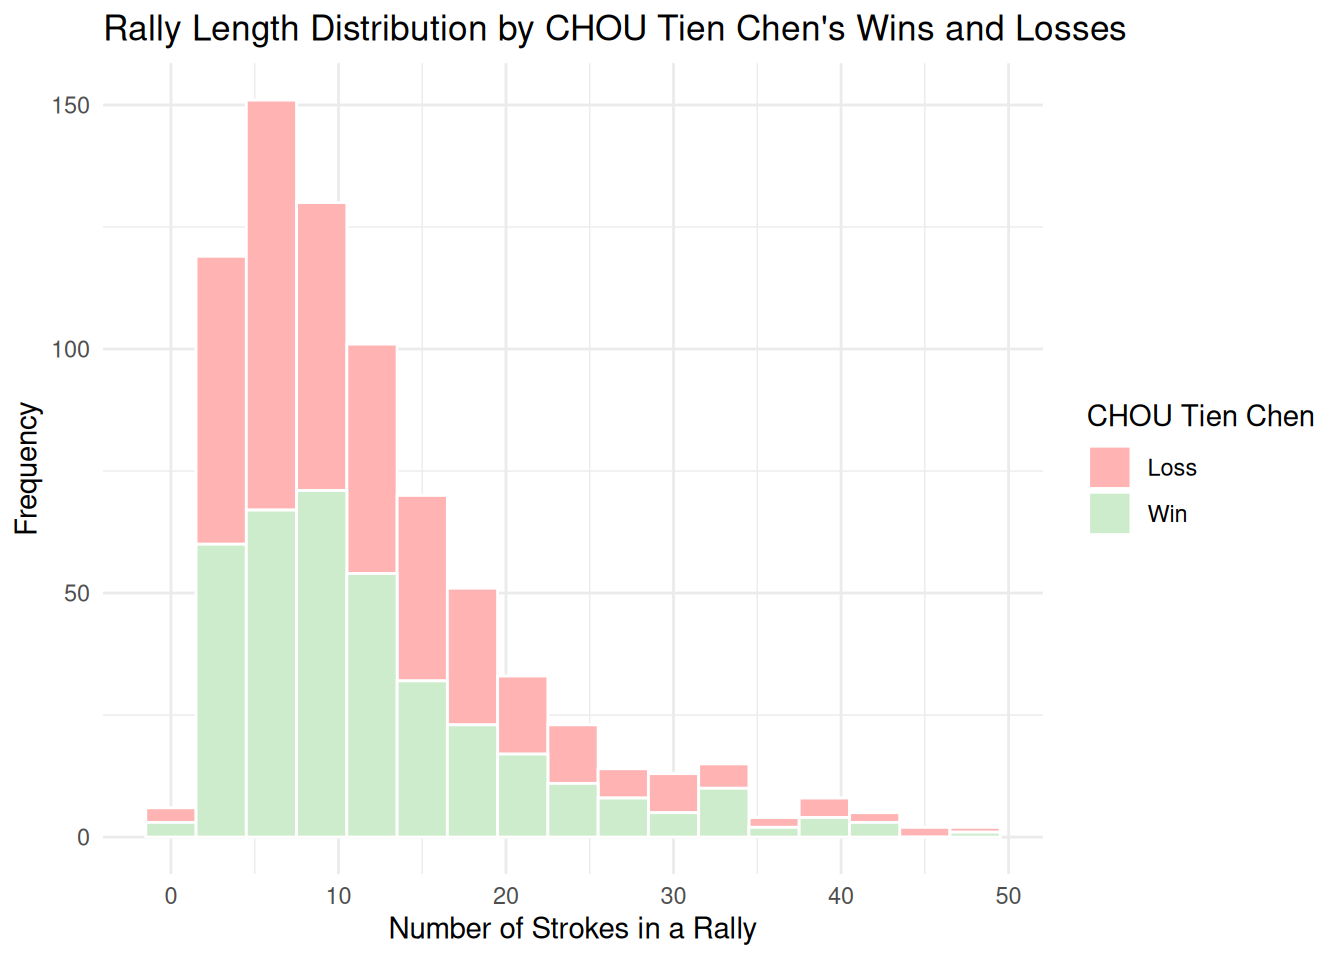 Rally Length Distribution by CHOU Tien Chen's Wins and Losses
150
100
50
0
Frequency
0 10 20 30 40 50
Number of Strokes in a Rally
CHOU Tien Chen
Loss
Win